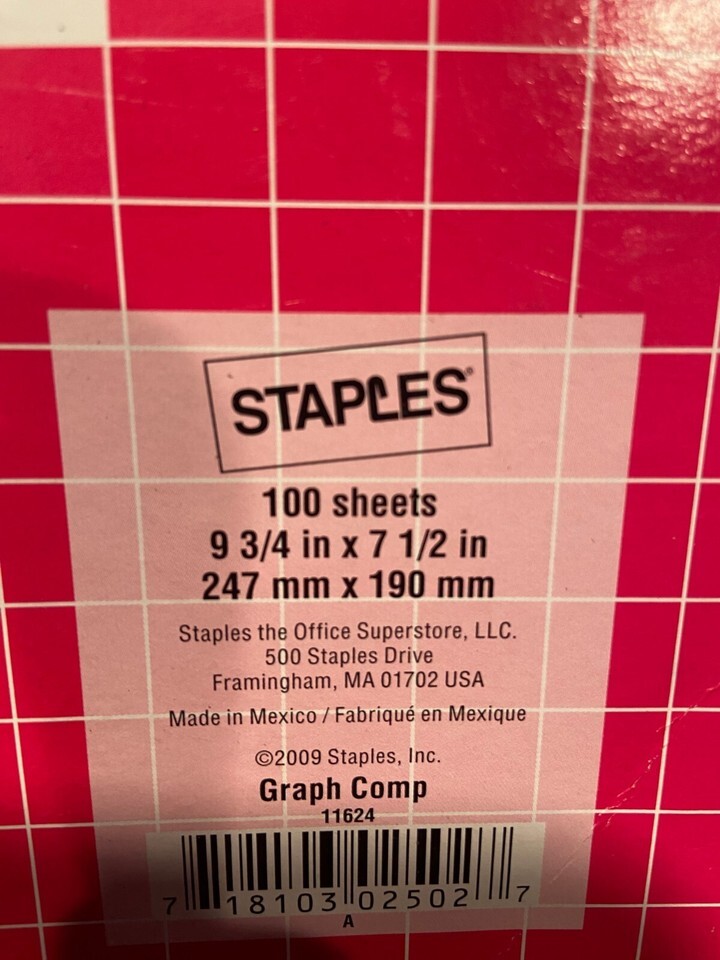 STAPLES®
100 sheets
9 3/4 in x 7 1/2 in
247 mm x 190 mm
Staples the Office Superstore, LLC.
500 Staples Drive
Framingham, MA 01702 USA
Made in Mexico / Fabriqué en Mexique
©2009 Staples, Inc.
Graph Comp
11624
7 18103 02502 7
A